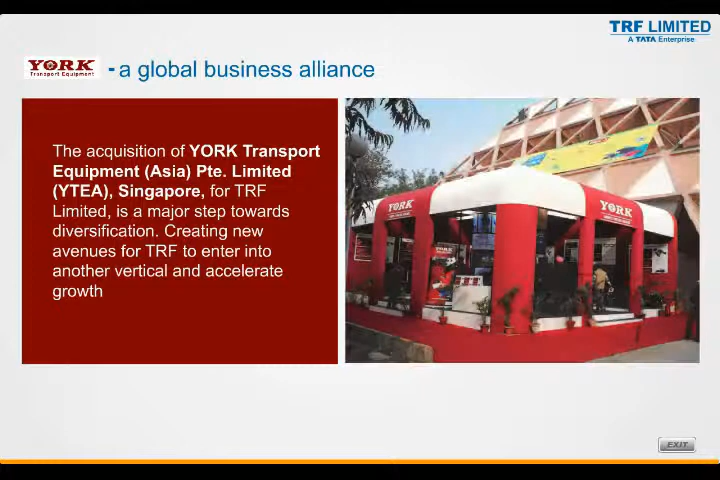 TRF LIMITED
A TATA Enterprise
YORK
Transport Equipment
- a global business alliance
The acquisition of YORK Transport
Equipment (Asia) Pte. Limited
(YTEA), Singapore, for TRF
Limited, is a major step towards
diversification. Creating new
avenues for TRF to enter into
another vertical and accelerate
growth
YORK
YORK
EXIT